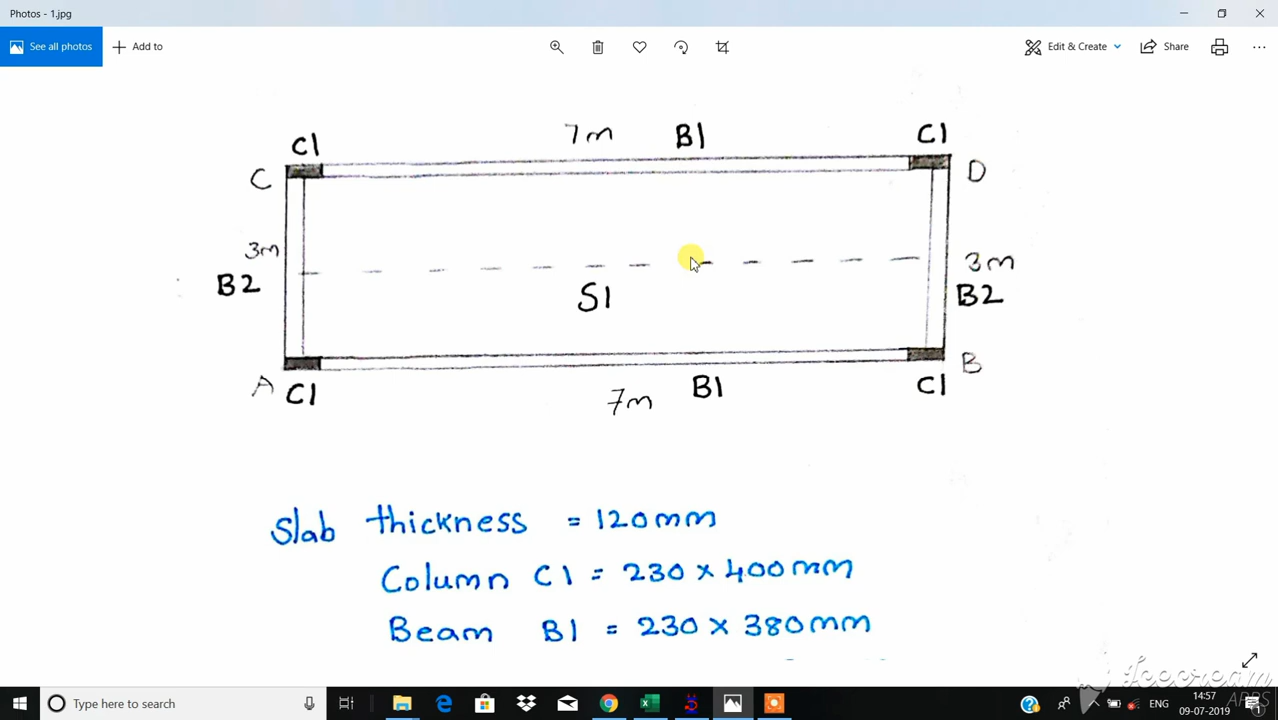 Photos - 1.jpg
See all photos
Add to
Edit & Create
Share
7m B1
C1 C1
C D
3m 3m
B2 B2
S1
A B
C1 C1
7m B1
Slab thickness = 120mm
Column C1 = 230 × 400mm
Beam B1 = 230 × 380mm
Icecream
APPS
Type here to search
ENG
14:57
09-07-2019